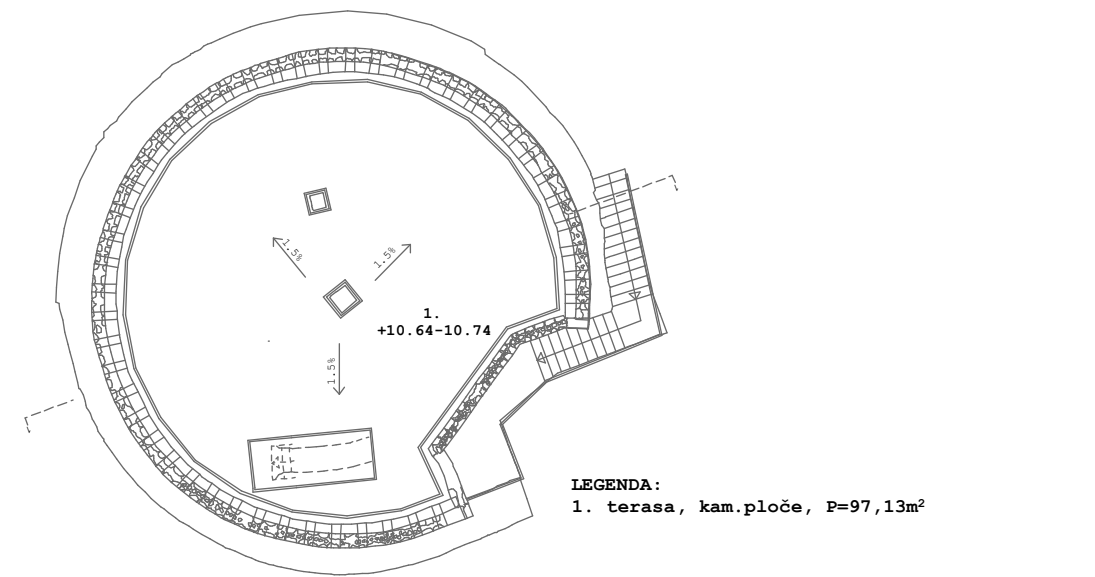 1.5%
1.5%
1.
+10.64-10.74
1.5%
LEGENDA:
1. terasa, kam.ploče, P=97,13m²